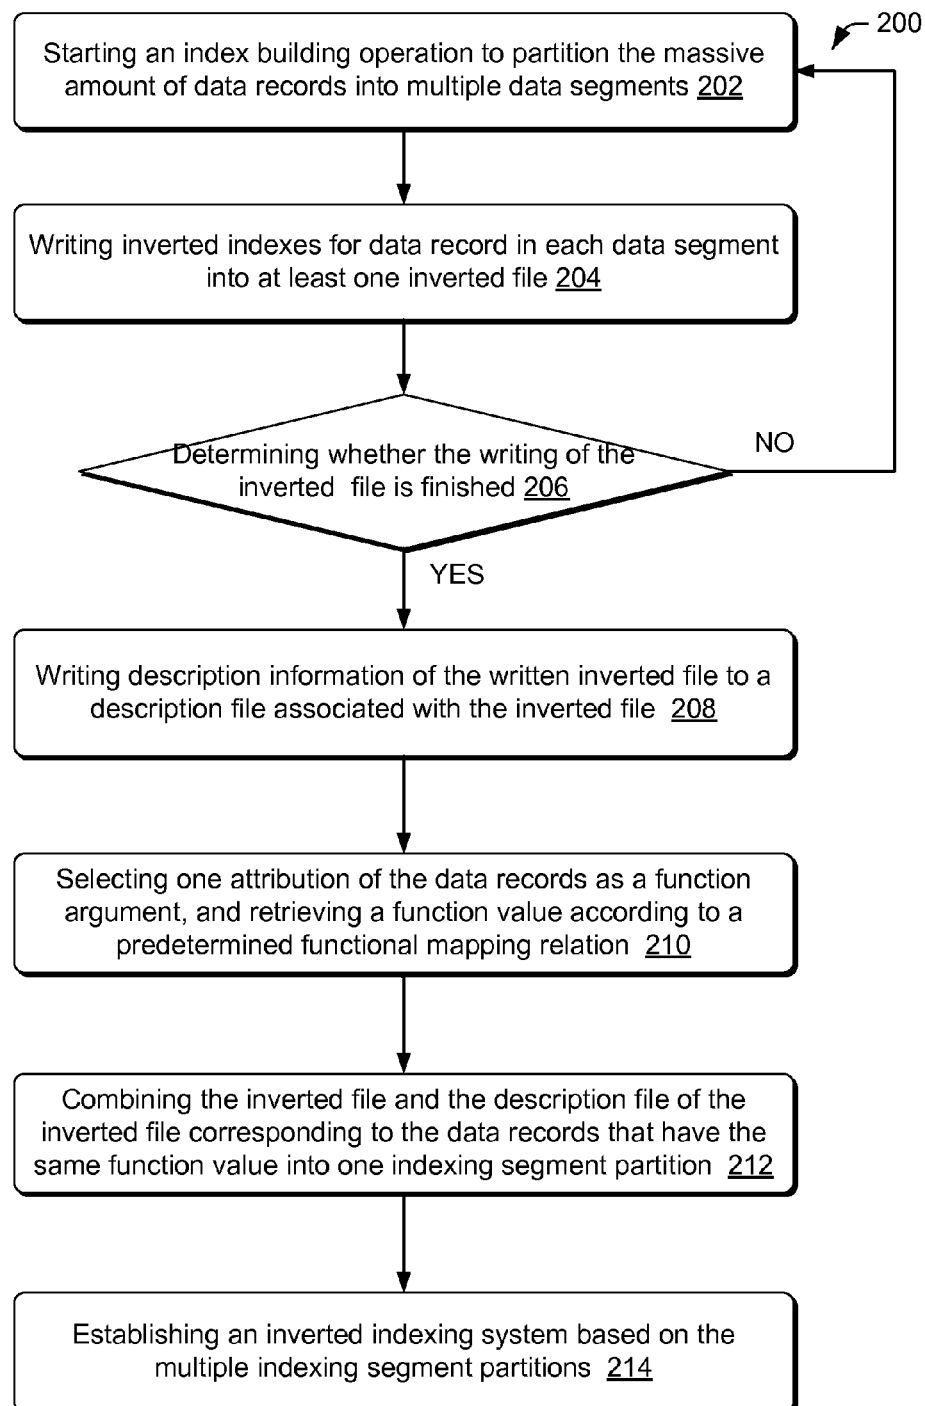 200
Starting an index building operation to partition the massive
amount of data records into multiple data segments 202
Writing inverted indexes for data record in each data segment
into at least one inverted file 204
Determining whether the writing of the
inverted file is finished 206
NO
YES
Writing description information of the written inverted file to a
description file associated with the inverted file 208
Selecting one attribution of the data records as a function
argument, and retrieving a function value according to a
predetermined functional mapping relation 210
Combining the inverted file and the description file of the
inverted file corresponding to the data records that have the
same function value into one indexing segment partition 212
Establishing an inverted indexing system based on the
multiple indexing segment partitions 214